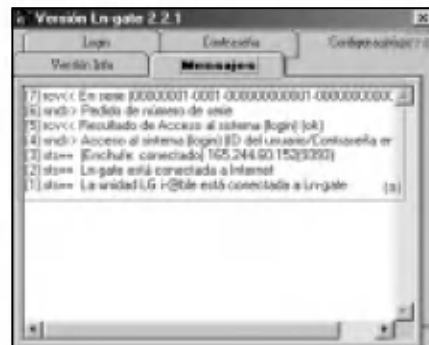 Versión Ln-gate 2.2.1
Login Contraseña
Versión Info Mensajes
[7] rcv<< En serie |00000001-0001-000000000001-00000000000
[6] snd>> Pedido de número de serie
[5] rcv<< Resultado de Acceso al sistema (login) |ok|
[4] snd>> Acceso al sistema (login) |ID del usuario/Contraseña en
[3] sts== |Enchufe: conectado| 165.244.60.152(9393)
[2] sts== Ln-gate está conectada a Internet
[1] sts== La unidad LG i-@ble está conectada a Ln-gate